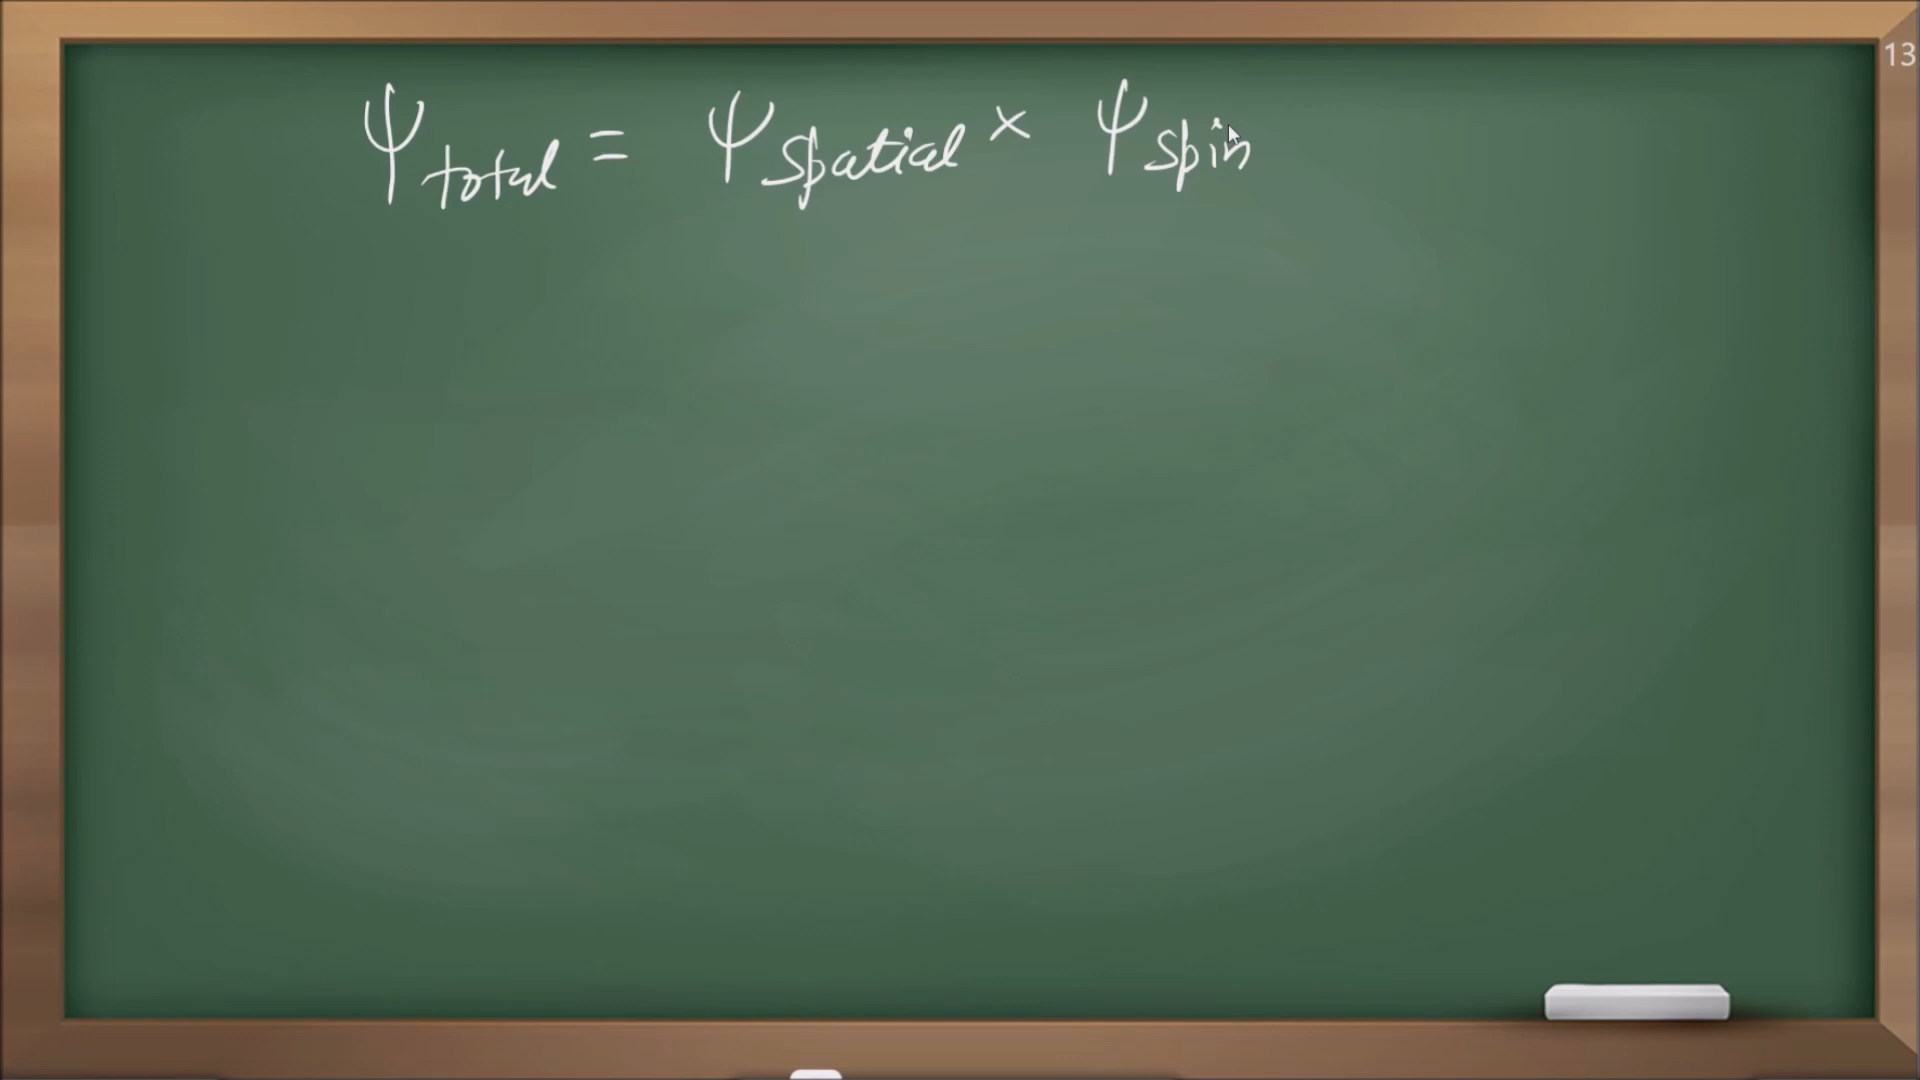 13
Ψtotal = Ψspatial × Ψspin